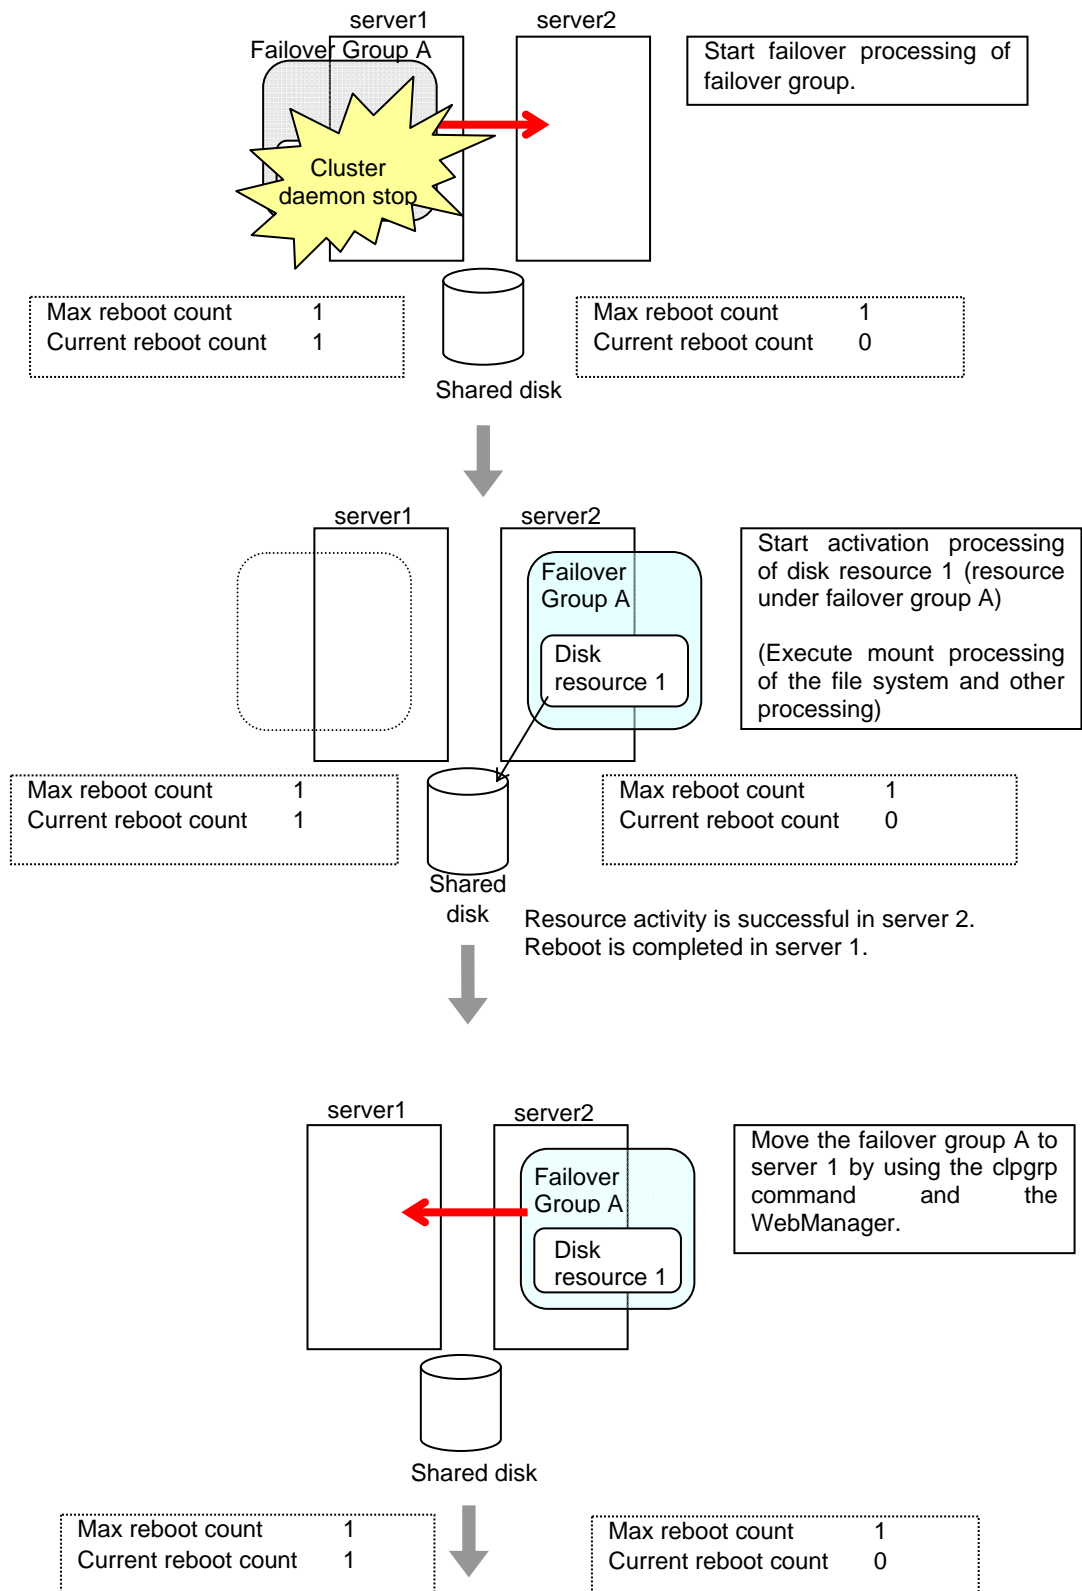 server1
server2
Failover Group A
Start failover processing of
failover group.
Cluster
daemon stop
Max reboot count 1
Current reboot count 1
Max reboot count 1
Current reboot count 0
Shared disk
server1
server2
Failover
Group A
Disk
resource 1
Start activation processing
of disk resource 1 (resource
under failover group A)
(Execute mount processing
of the file system and other
processing)
Max reboot count 1
Current reboot count 1
Max reboot count 1
Current reboot count 0
Shared
disk
Resource activity is successful in server 2.
Reboot is completed in server 1.
server1
server2
Failover
Group A
Disk
resource 1
Move the failover group A to
server 1 by using the clpgrp
command and the
WebManager.
Shared disk
Max reboot count 1
Current reboot count 1
Max reboot count 1
Current reboot count 0